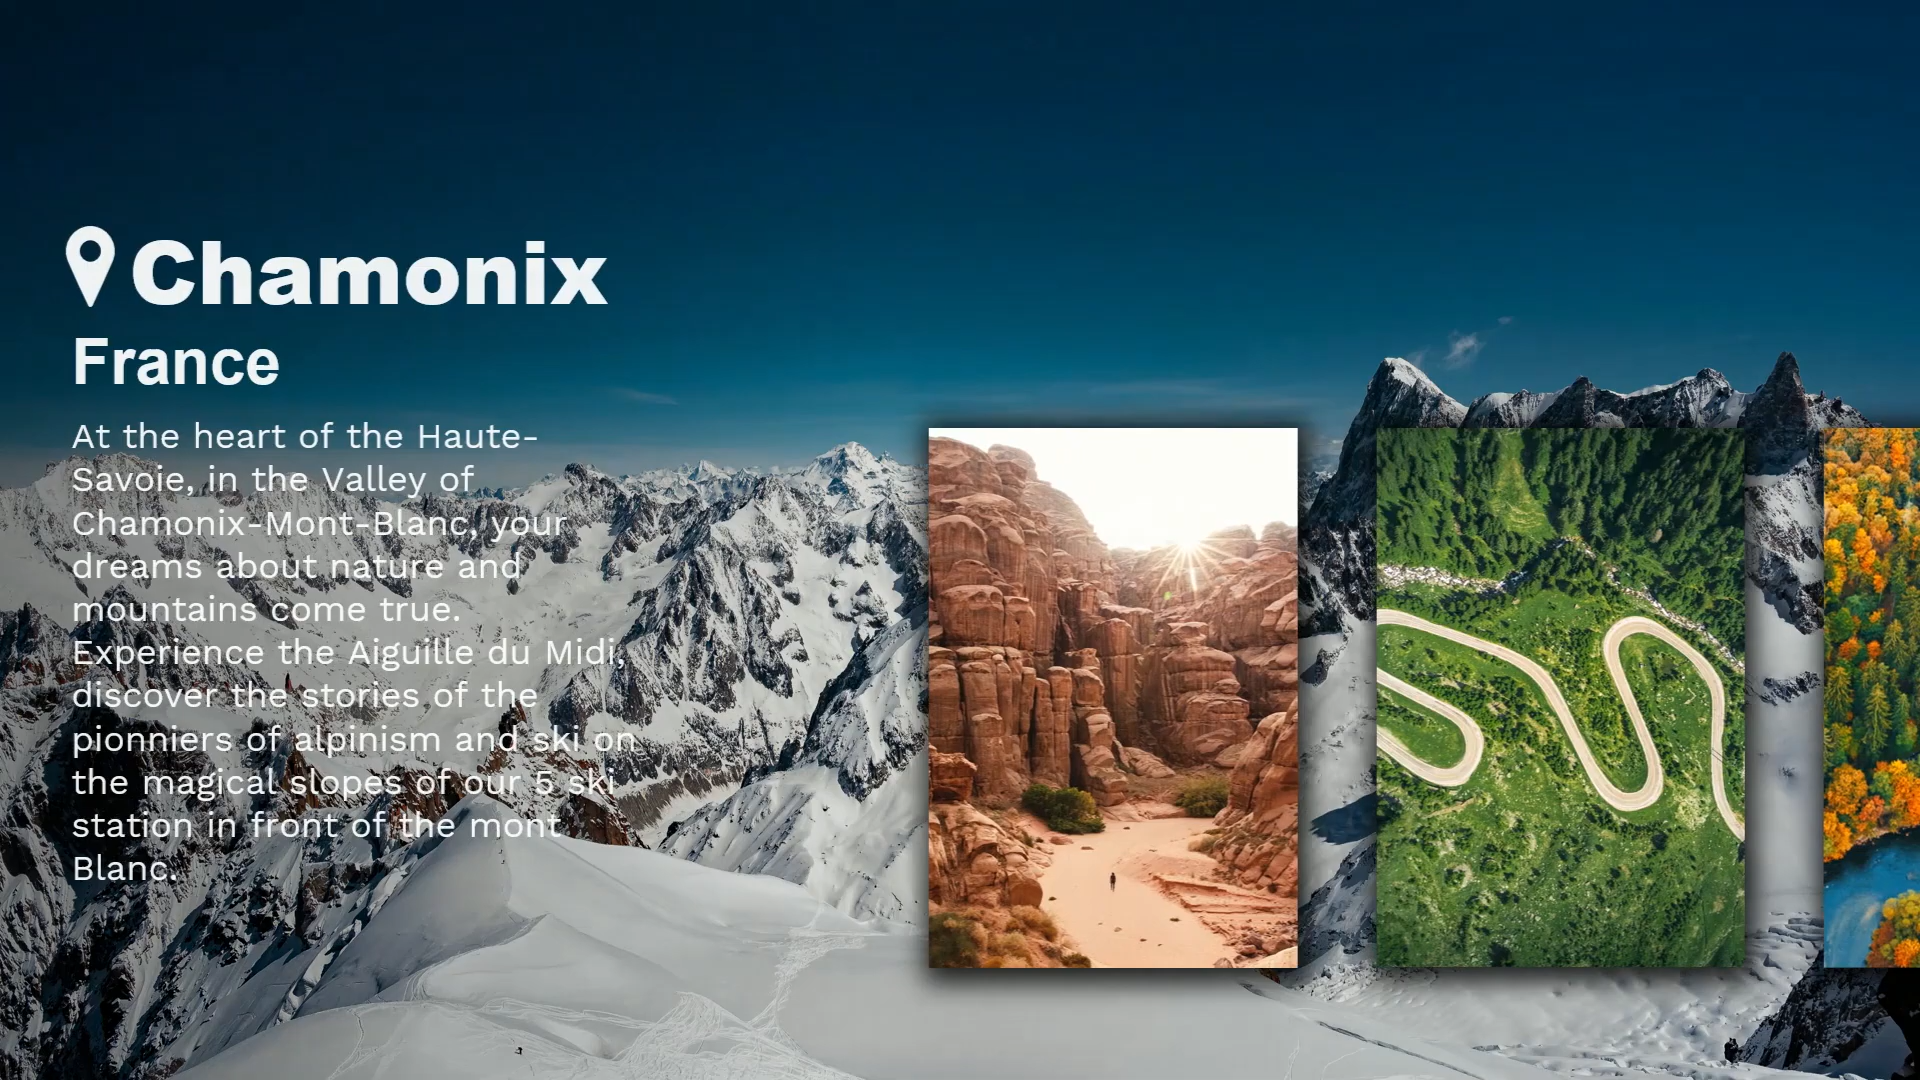 Chamonix
France
At the heart of the Haute-
Savoie, in the Valley of
Chamonix-Mont-Blanc, your
dreams about nature and
mountains come true.
Experience the Aiguille du Midi,
discover the stories of the
pionniers of alpinism and ski on
the magical slopes of our 5 ski
station in front of the mont
Blanc.